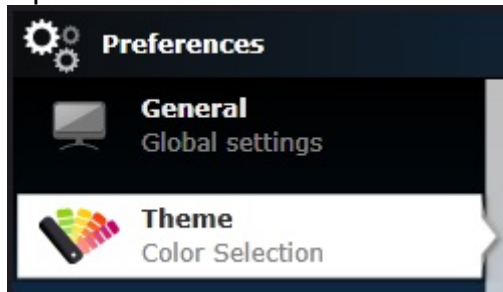 Preferences
General
Global settings
Theme
Color Selection